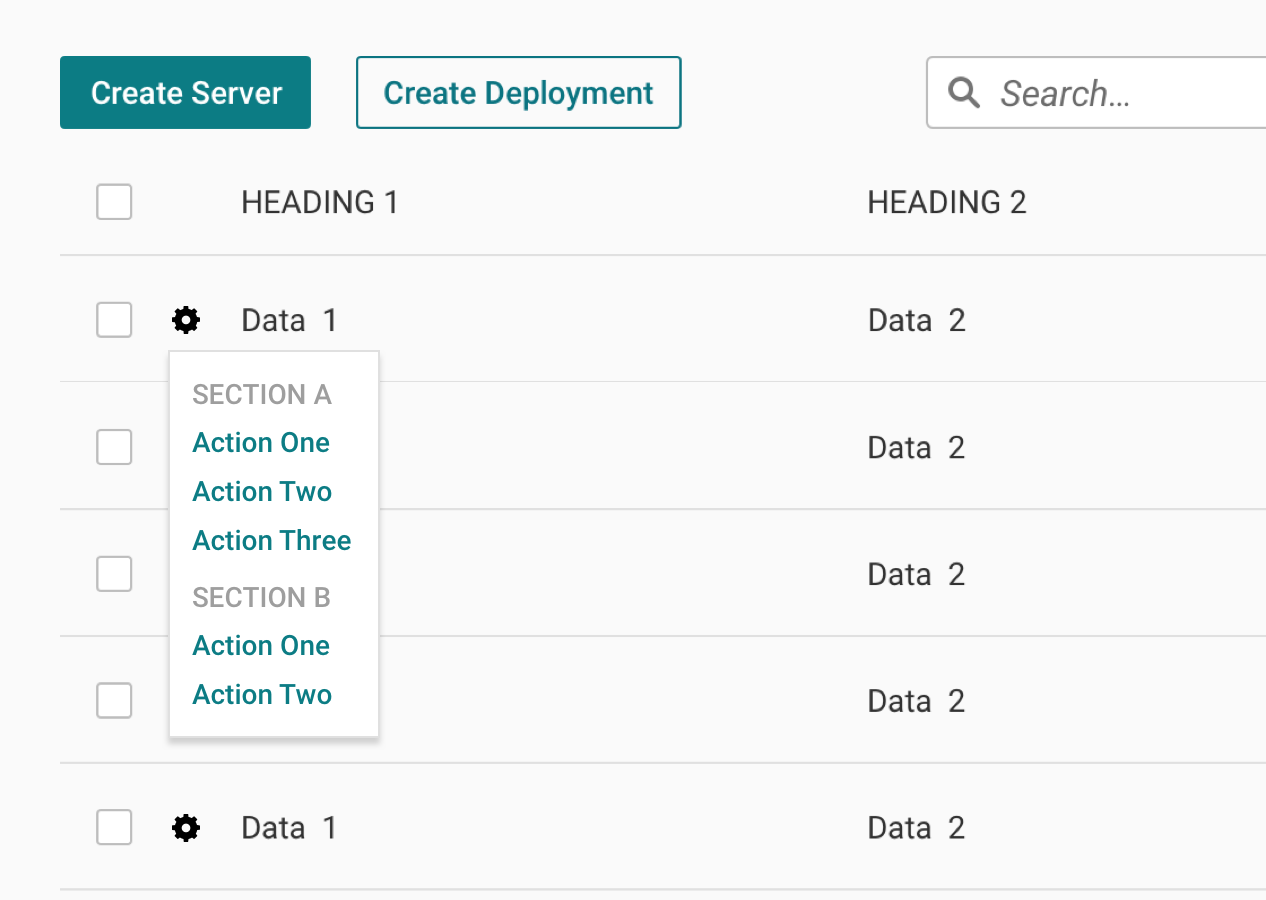 Create Server
Create Deployment
Search...
HEADING 1
HEADING 2
Data 1
Data 2
SECTION A
Action One
Data 2
Action Two
Action Three
Data 2
SECTION B
Action One
Action Two
Data 2
Data 1
Data 2